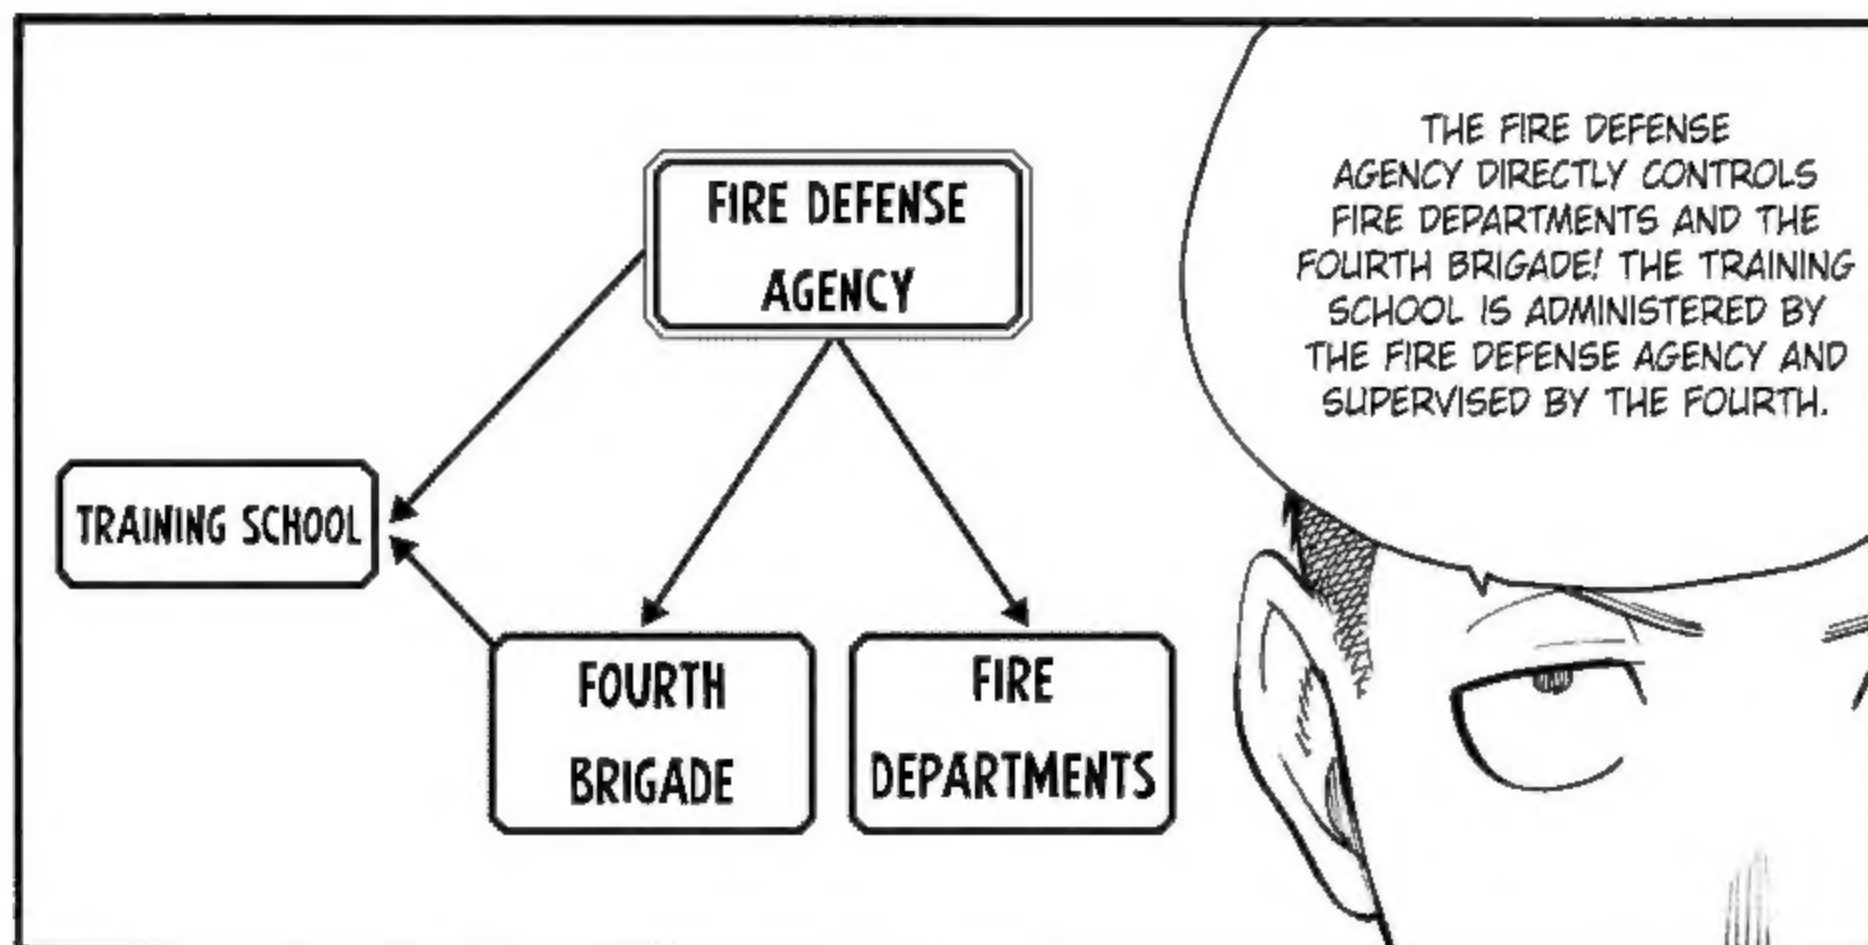 FIRE DEFENSE
AGENCY
TRAINING SCHOOL
FOURTH
BRIGADE
FIRE
DEPARTMENTS
THE FIRE DEFENSE
AGENCY DIRECTLY CONTROLS
FIRE DEPARTMENTS AND THE
FOURTH BRIGADE! THE TRAINING
SCHOOL IS ADMINISTERED BY
THE FIRE DEFENSE AGENCY AND
SUPERVISED BY THE FOURTH.